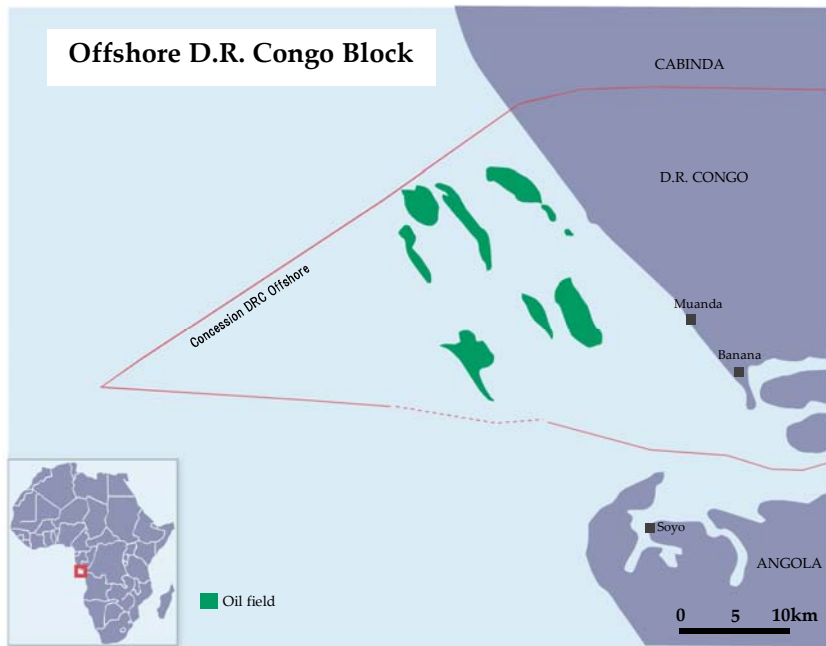 Offshore D.R. Congo Block
CABINDA
D.R. CONGO
Concession DRC Offshore
Muanda
Banana
Soyo
ANGOLA
Oil field
0 5 10km